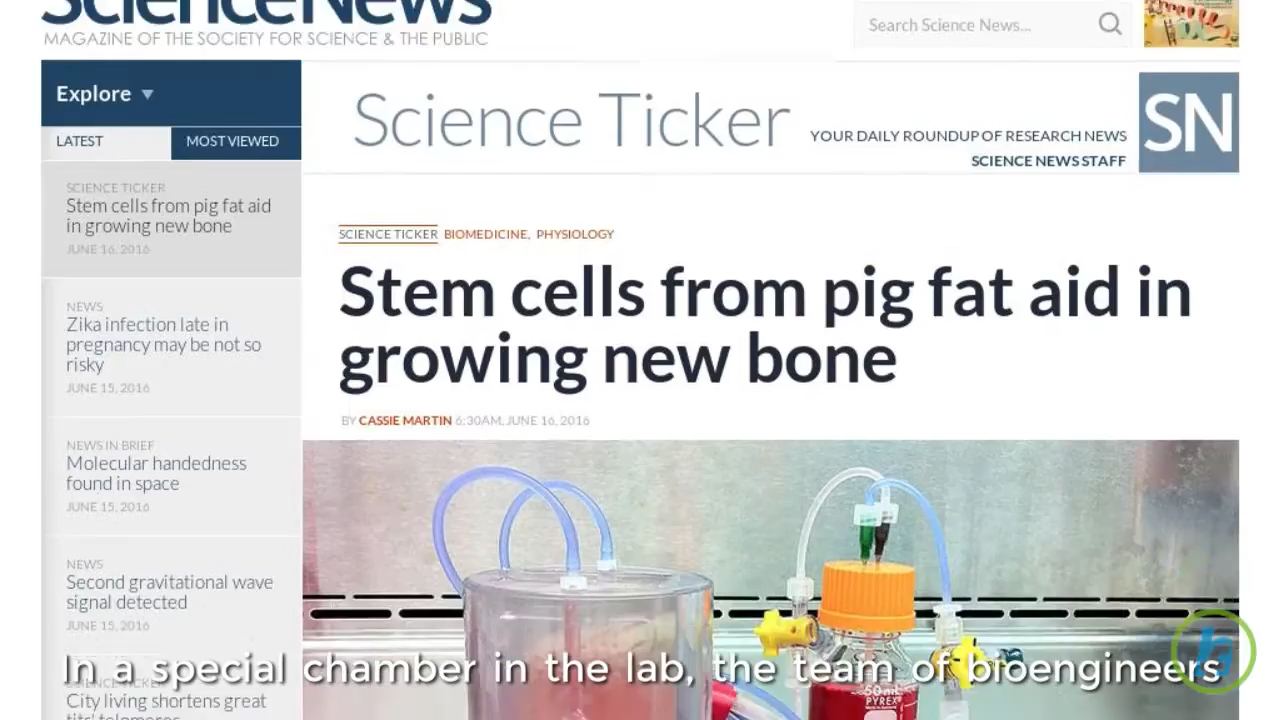 ScienceNews
MAGAZINE OF THE SOCIETY FOR SCIENCE & THE PUBLIC
Search Science News...
Explore
LATEST
MOST VIEWED
SCIENCE TICKER
Stem cells from pig fat aid
in growing new bone
JUNE 16, 2016
NEWS
Zika infection late in
pregnancy may be not so
risky
JUNE 15, 2016
NEWS IN BRIEF
Molecular handedness
found in space
JUNE 15, 2016
NEWS
Second gravitational wave
signal detected
JUNE 15, 2016
SCIENCE TICKER
City living shortens great
tits' telomeres
Science Ticker
YOUR DAILY ROUNDUP OF RESEARCH NEWS
SCIENCE NEWS STAFF
SN
SCIENCE TICKER BIOMEDICINE, PHYSIOLOGY
Stem cells from pig fat aid in
growing new bone
BY CASSIE MARTIN 6:30AM, JUNE 16, 2016
50 mL
PYREX
In a special chamber in the lab, the team of bioengineers